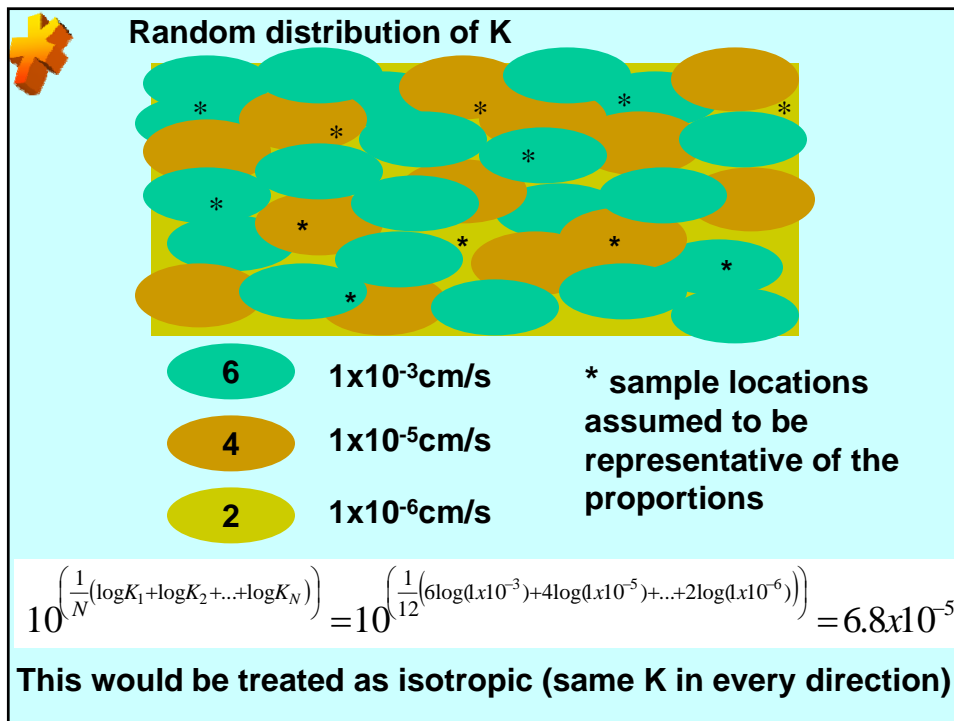 Random distribution of K
* * * * *
* *
*
* * *
*
*
6 1x10⁻³cm/s
4 1x10⁻⁵cm/s
2 1x10⁻⁶cm/s
* sample locations
assumed to be
representative of the
proportions
10^(1/N(logK₁+logK₂+...+logK_N)) =10^(1/12(6log(1x10⁻³)+4log(1x10⁻⁵)+...+2log(1x10⁻⁶))) =6.8x10⁻⁵
This would be treated as isotropic (same K in every direction)